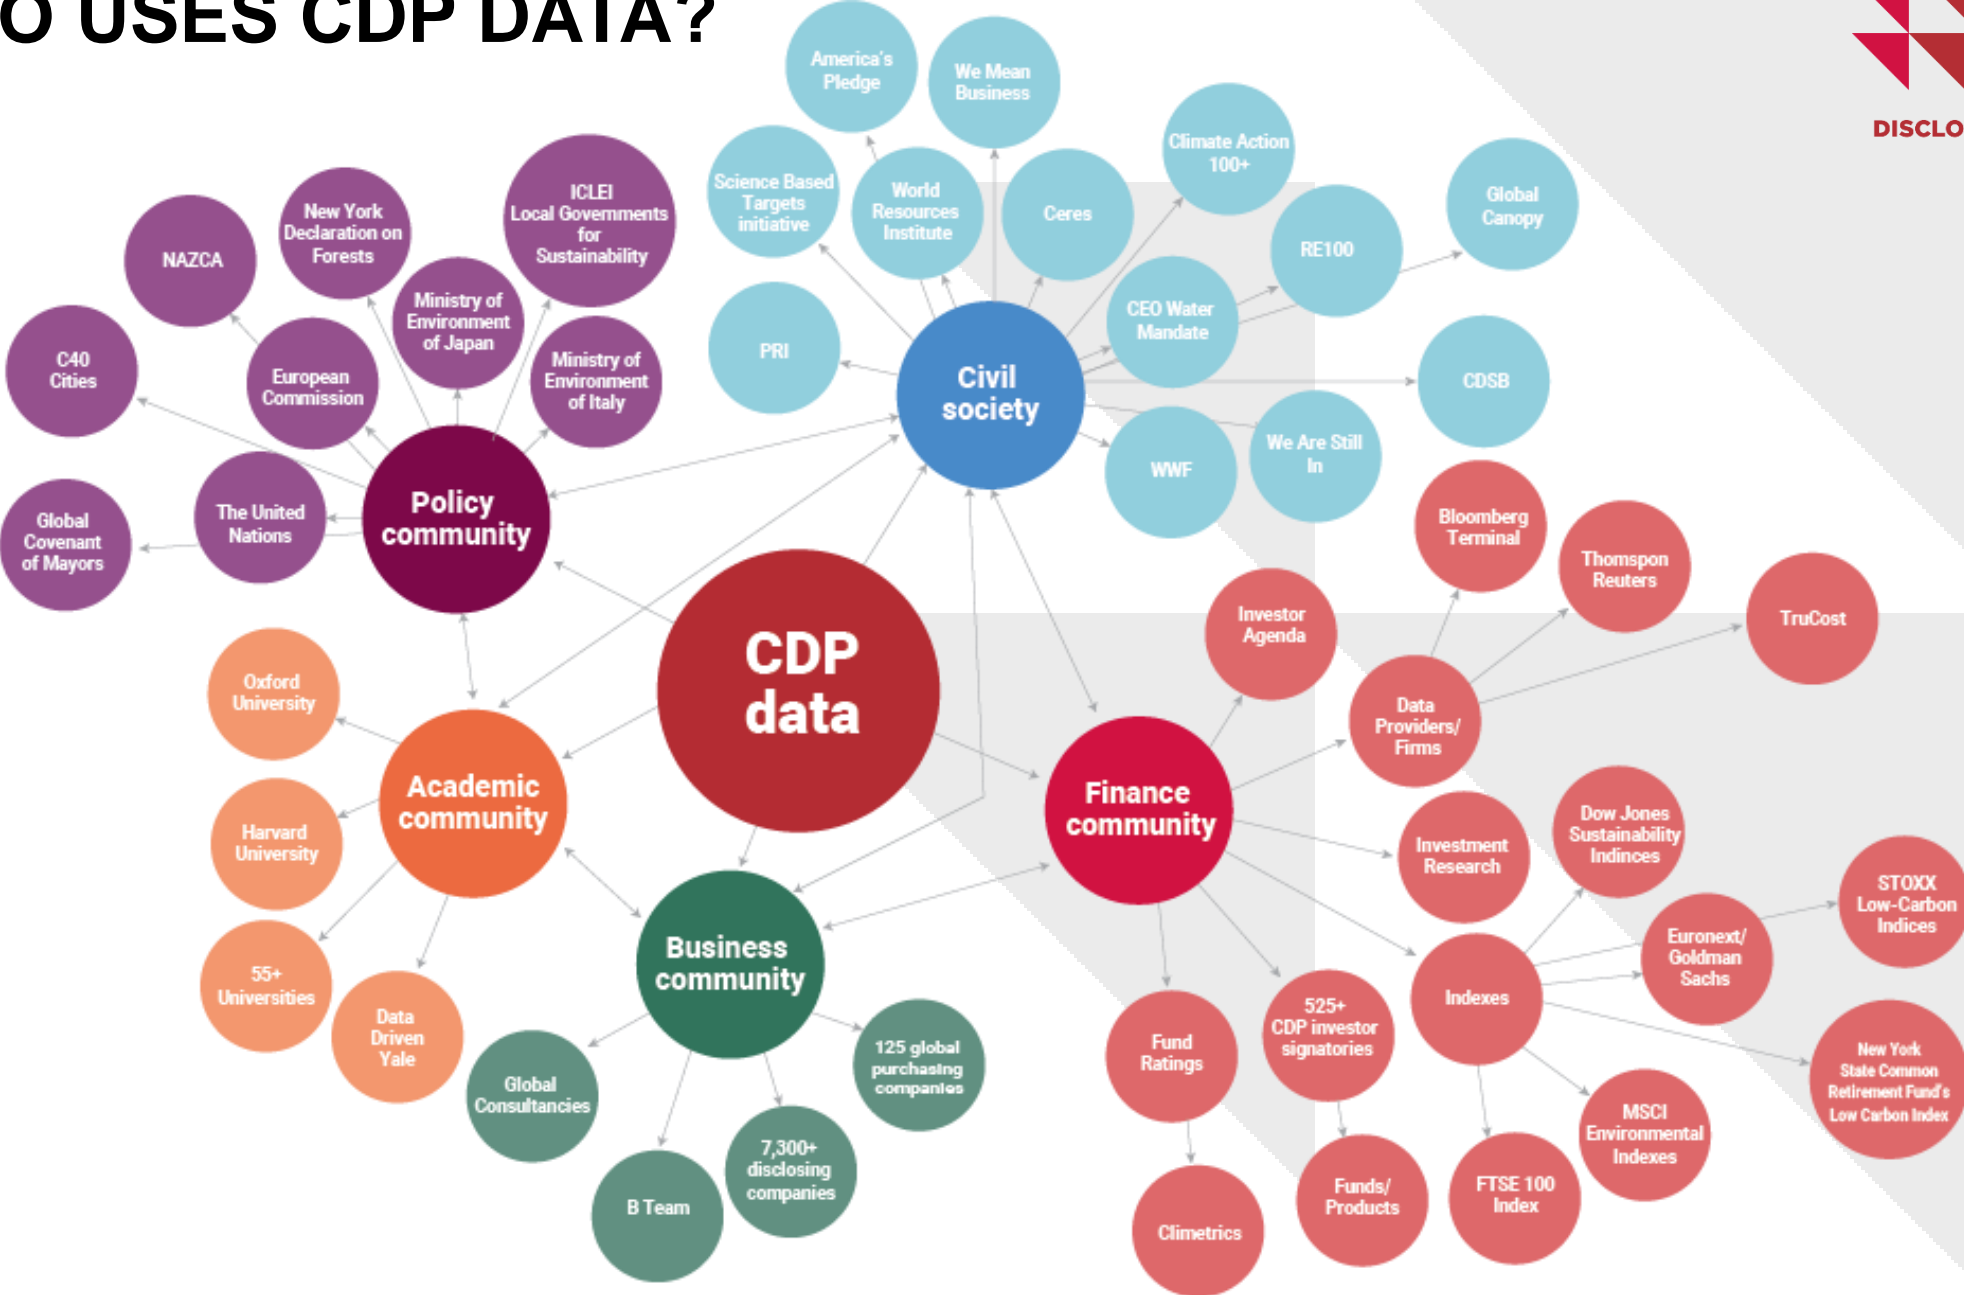 O USES CDP DATA?
DISCLO
America's
Pledge
We Mean
Business
Climate Action
100+
Science Based
Targets
initiative
World
Resources
Institute
Ceres
Global
Canopy
RE100
CEO Water
Mandate
PRI
Civil
society
CDSB
WWF
We Are Still
In
ICLEI
Local Governments
for
Sustainability
New York
Declaration on
Forests
NAZCA
Ministry of
Environment
of Japan
Ministry of
Environment
of Italy
C40
Cities
European
Commission
Policy
community
The United
Nations
Global
Covenant
of Mayors
CDP
data
Oxford
University
Academic
community
Harvard
University
55+
Universities
Data
Driven
Yale
Business
community
Global
Consultancies
B Team
7,300+
disclosing
companies
125 global
purchasing
companies
Finance
community
Investor
Agenda
Bloomberg
Terminal
Thomspon
Reuters
TruCost
Data
Providers/
Firms
Investment
Research
Dow Jones
Sustainability
Indinces
STOXX
Low-Carbon
Indices
Euronext/
Goldman
Sachs
Indexes
New York
State Common
Retirement Fund's
Low Carbon Index
MSCI
Environmental
Indexes
FTSE 100
Index
525+
CDP investor
signatories
Funds/
Products
Fund
Ratings
Climetrics